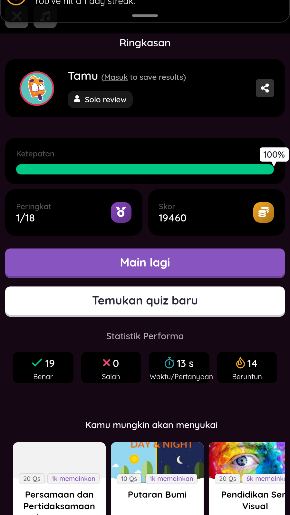 You've hit a 1 day streak.
Ringkasan
Tamu (Masuk to save results)
Solo review
Ketepatan
100%
Peringkat
1/18
Skor
19460
Main lagi
Temukan quiz baru
Statistik Performa
19
Benar
0
Salah
13 s
Waktu/Pertanyaan
14
Beruntun
Kamu mungkin akan menyukai
20 Qs
1k memainkan
Persamaan dan
Pertidaksamaan
DAY & NIGHT
10 Qs
1k memainkan
Putaran Bumi
20 Qs
6k memaink
Pendidikan Sen
Visual